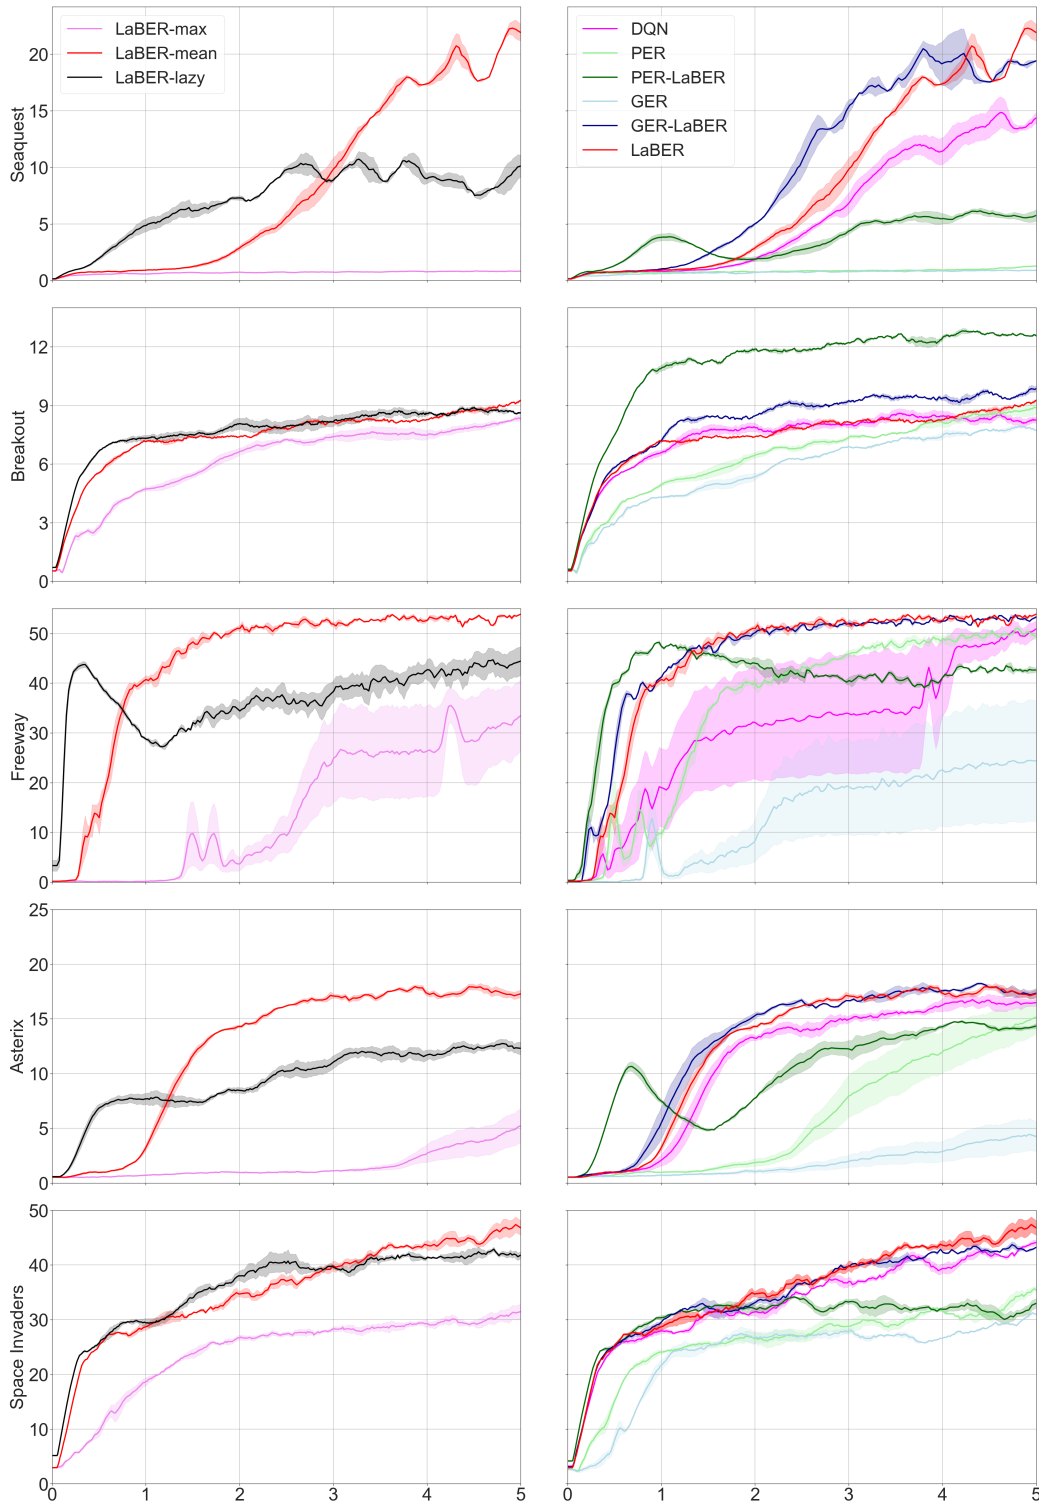 LaBER-max
LaBER-mean
LaBER-lazy
DQN
PER
PER-LaBER
GER
GER-LaBER
LaBER
Seaquest
20
15
10
5
0
Breakout
12
9
6
3
0
Freeway
50
40
30
20
10
0
Asterix
25
20
15
10
5
0
Space Invaders
50
40
30
20
10
0
0 1 2 3 4 5
0 1 2 3 4 5